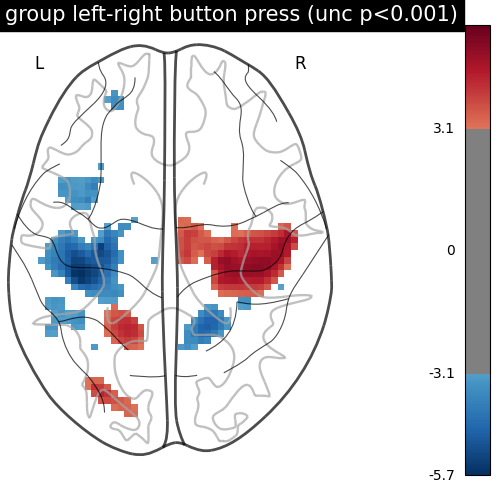 group left-right button press (unc p<0.001)
L
R
3.1
0
-3.1
-5.7